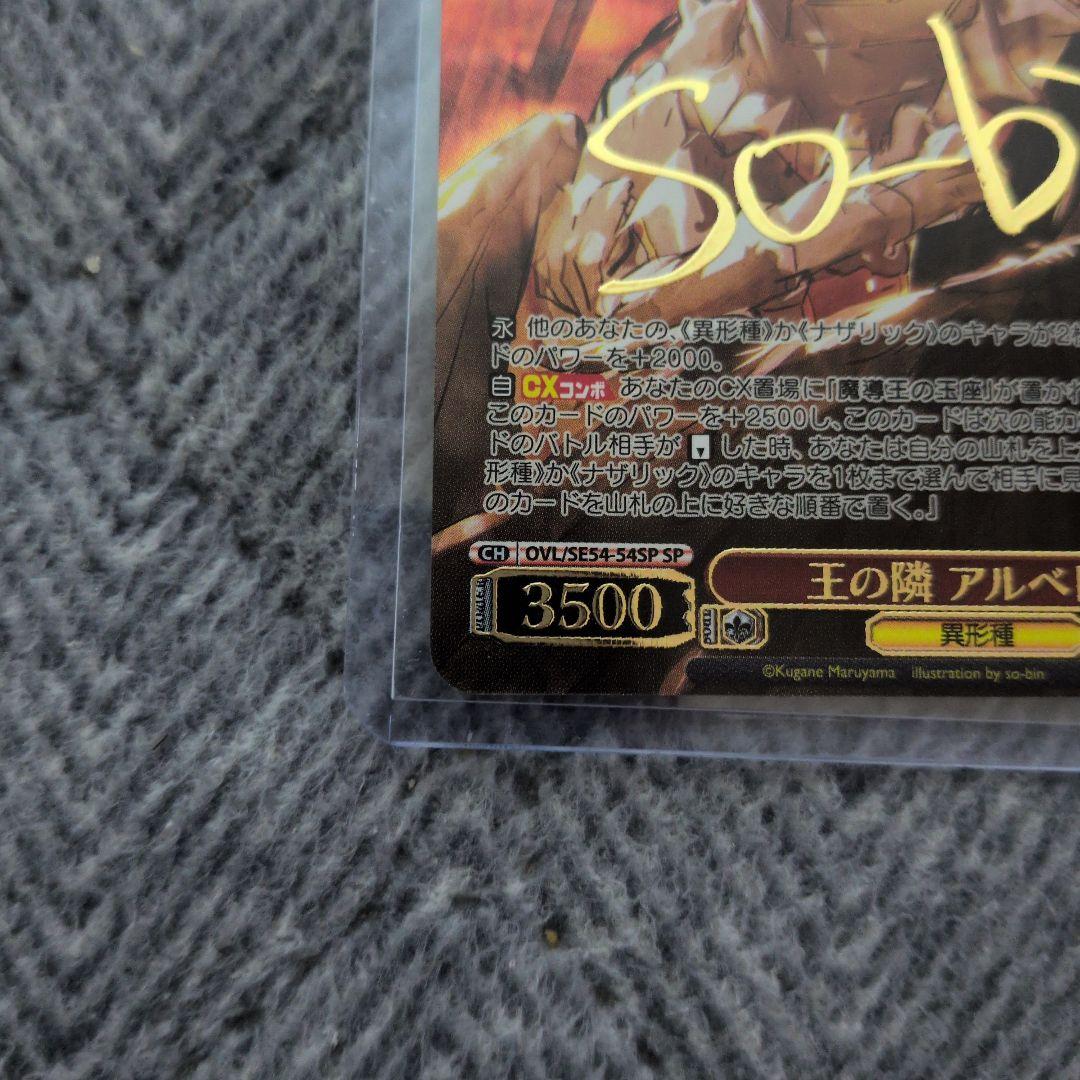 So-b
永 他のあなたの、《異形種》か《ナザリック》のキャラが2枚
ドのパワーを+2000。
自 CXコンボ あなたのCX置場に「魔導王の玉座」が置かれ
このカードのパワーを+2500し、このカードは次の能力
ドのバトル相手が した時、あなたは自分の山札を上
形種》か《ナザリック》のキャラを1枚まで選んで相手に見
のカードを山札の上に好きな順番で置く。』
CH OVL/SE54-54SP SP
3500
王の隣 アルベ
異形種
©Kugane Maruyama illustration by so-bin